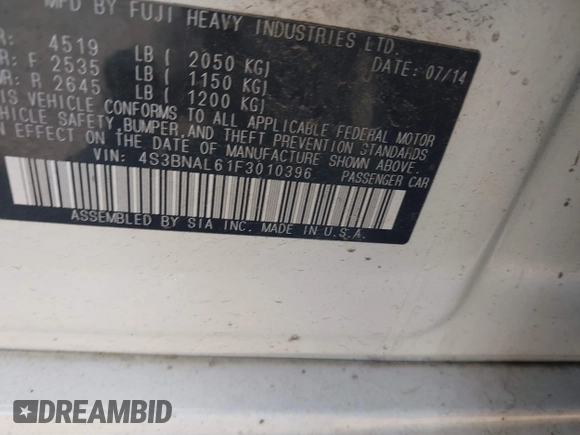 MFD BY FUJI HEAVY INDUSTRIES LTD.
R: 4519 LB ( 2050 KG) DATE: 07/14
R: F 2535 LB ( 1150 KG)
WR: R 2645 LB ( 1200 KG)
IS VEHICLE CONFORMS TO ALL APPLICABLE FEDERAL MOTOR
EHICLE SAFETY, BUMPER, AND THEFT PREVENTION STANDARDS
N EFFECT ON THE DATE OF MANUFACTURE SHOWN ABOVE.
VIN: 4S3BNAL61F3010396 PASSENGER CAR
ASSEMBLED BY SIA INC. MADE IN U.S.A.
DREAMBID